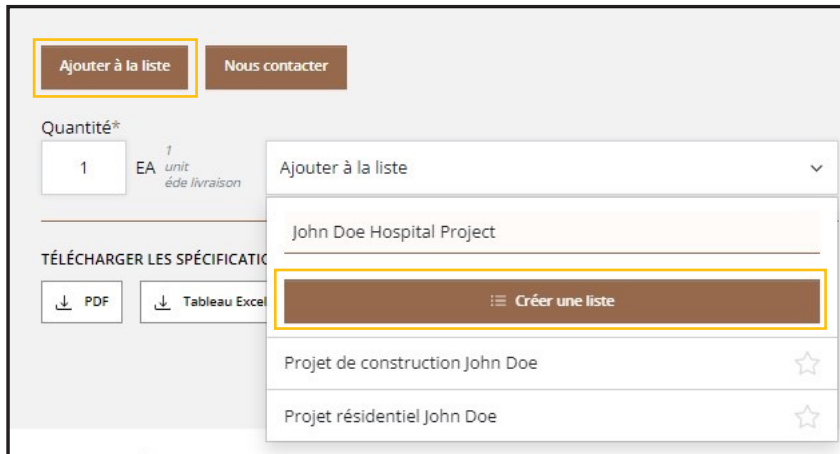 Ajouter à la liste
Nous contacter
Quantité*
1
EA
1
unit
éde livraison
Ajouter à la liste
John Doe Hospital Project
TÉLÉCHARGER LES SPÉCIFICATIO
PDF
Tableau Excel
Créer une liste
Projet de construction John Doe
Projet résidentiel John Doe